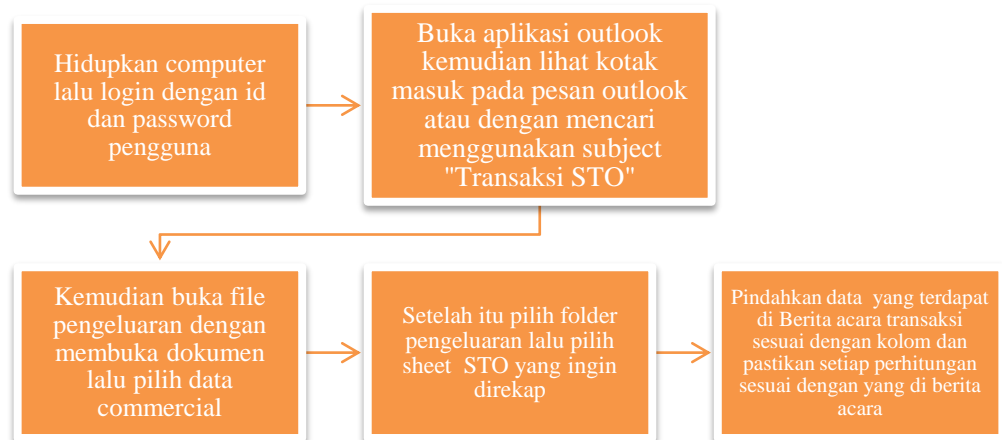 Hidupkan computer
lalu login dengan id
dan password
pengguna
Buka aplikasi outlook
kemudian lihat kotak
masuk pada pesan outlook
atau dengan mencari
menggunakan subject
"Transaksi STO"
Kemudian buka file
pengeluaran dengan
membuka dokumen
lalu pilih data
commercial
Setelah itu pilih folder
pengeluaran lalu pilih
sheet STO yang ingin
direkap
Pindahkan data yang terdapat
di Berita acara transaksi
sesuai dengan kolom dan
pastikan setiap perhitungan
sesuai dengan yang di berita
acara